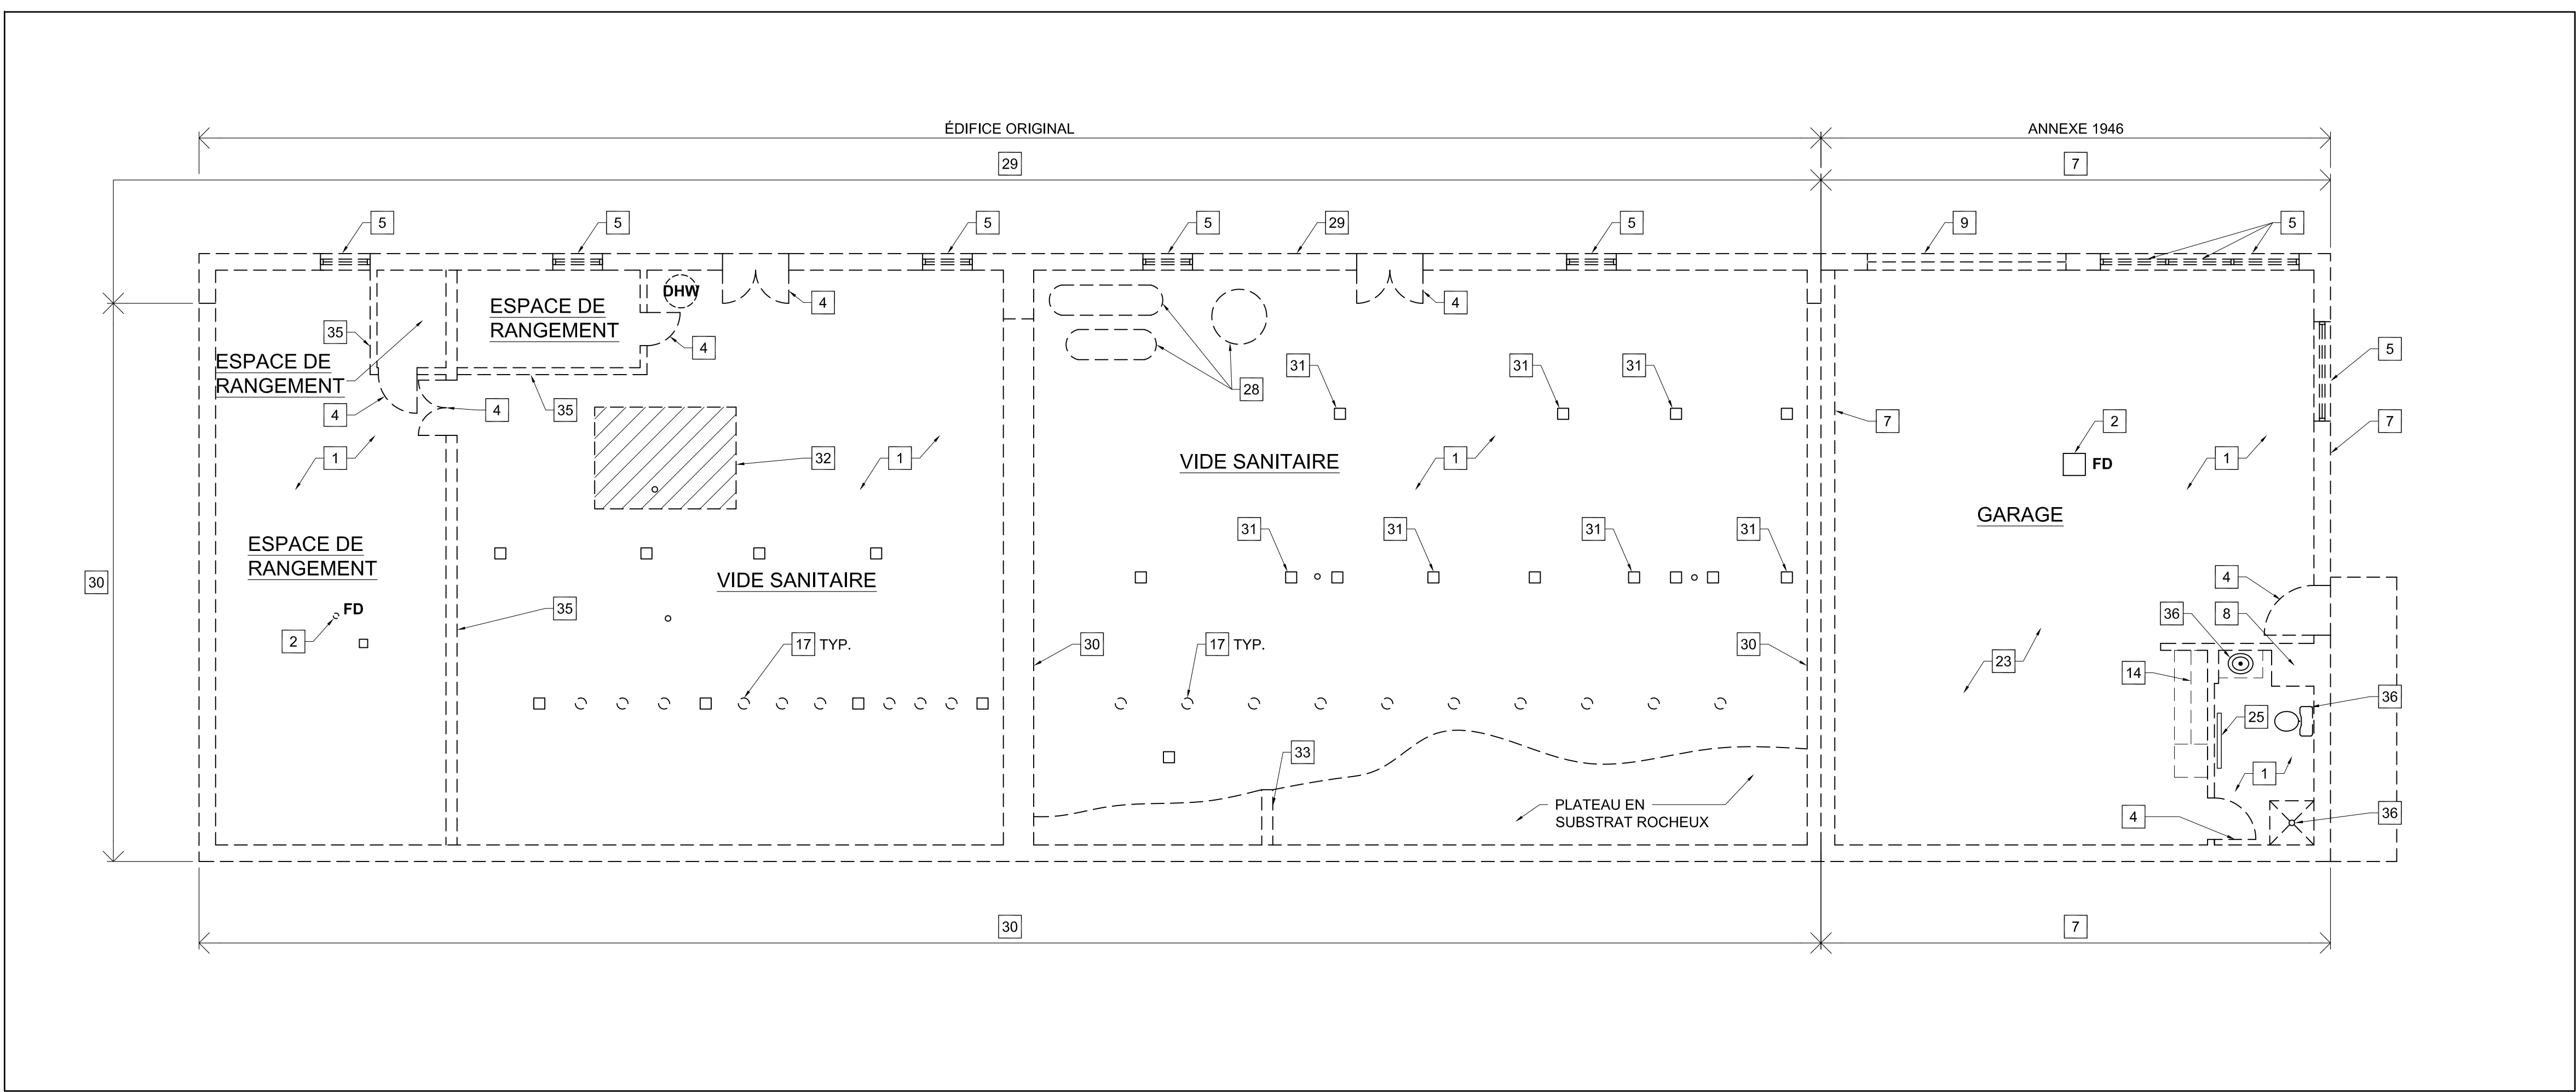 ÉDIFICE ORIGINAL
ANNEXE 1946
29
7
5
5
5
5
29
5
9
5
DHW
ESPACE DE
RANGEMENT
4
4
35
ESPACE DE
RANGEMENT
4
28
31
31
31
5
4
4
35
7
2
7
1
32
1
VIDE SANITAIRE
1
FD
1
GARAGE
31
31
31
31
ESPACE DE
RANGEMENT
30
VIDE SANITAIRE
4
FD
35
36
8
2
17 TYP.
30
17 TYP.
30
23
14
36
25
33
1
PLATEAU EN
SUBSTRAT ROCHEUX
4
36
30
7